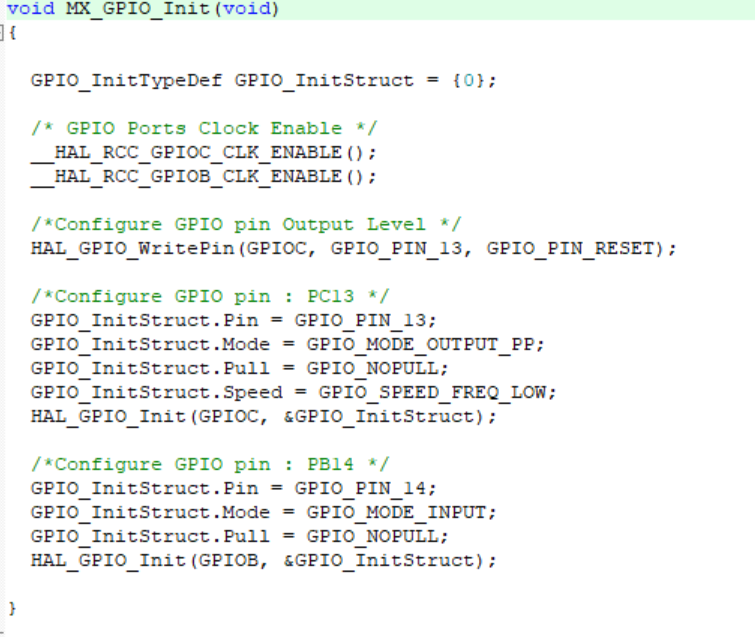 void MX_GPIO_Init(void)
{
GPIO_InitTypeDef GPIO_InitStruct = {0};
/* GPIO Ports Clock Enable */
__HAL_RCC_GPIOC_CLK_ENABLE();
__HAL_RCC_GPIOB_CLK_ENABLE();
/*Configure GPIO pin Output Level */
HAL_GPIO_WritePin(GPIOC, GPIO_PIN_13, GPIO_PIN_RESET);
/*Configure GPIO pin : PC13 */
GPIO_InitStruct.Pin = GPIO_PIN_13;
GPIO_InitStruct.Mode = GPIO_MODE_OUTPUT_PP;
GPIO_InitStruct.Pull = GPIO_NOPULL;
GPIO_InitStruct.Speed = GPIO_SPEED_FREQ_LOW;
HAL_GPIO_Init(GPIOC, &GPIO_InitStruct);
/*Configure GPIO pin : PB14 */
GPIO_InitStruct.Pin = GPIO_PIN_14;
GPIO_InitStruct.Mode = GPIO_MODE_INPUT;
GPIO_InitStruct.Pull = GPIO_NOPULL;
HAL_GPIO_Init(GPIOB, &GPIO_InitStruct);
}